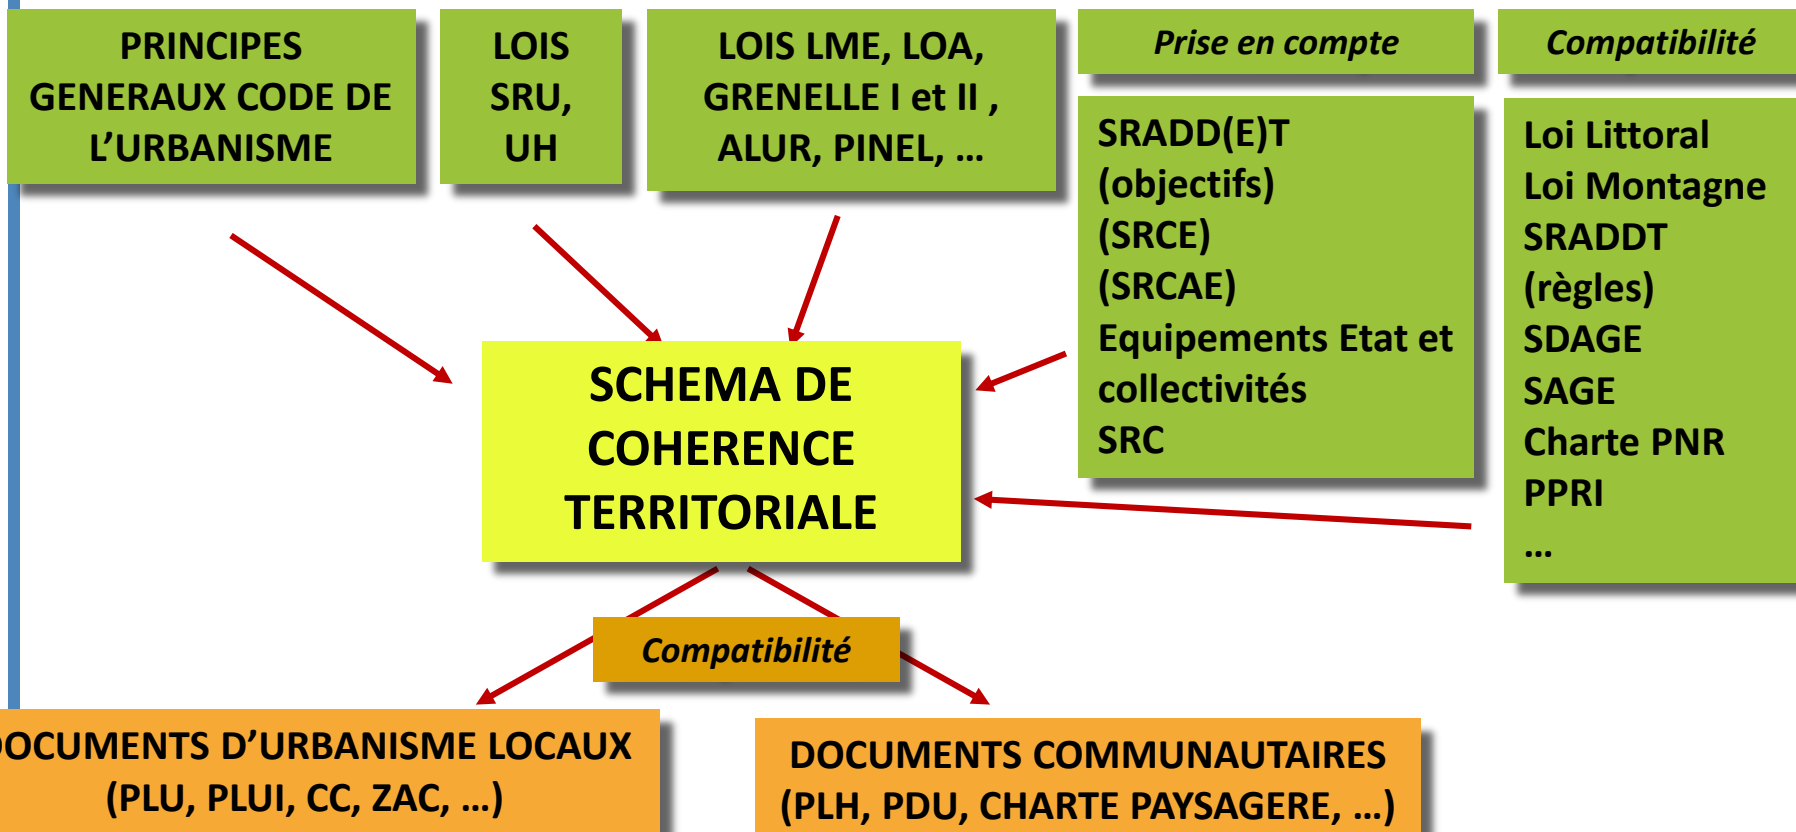 PRINCIPES
GENERAUX CODE DE
L’URBANISME
LOIS
SRU,
UH
LOIS LME, LOA,
GRENELLE I et II ,
ALUR, PINEL, …
Prise en compte
SRADD(E)T
(objectifs)
(SRCE)
(SRCAE)
Equipements Etat et
collectivités
SRC
Compatibilité
Loi Littoral
Loi Montagne
SRADDT
(règles)
SDAGE
SAGE
Charte PNR
PPRI
…
SCHEMA DE
COHERENCE
TERRITORIALE
Compatibilité
DOCUMENTS D’URBANISME LOCAUX
(PLU, PLUI, CC, ZAC, …)
DOCUMENTS COMMUNAUTAIRES
(PLH, PDU, CHARTE PAYSAGERE, …)